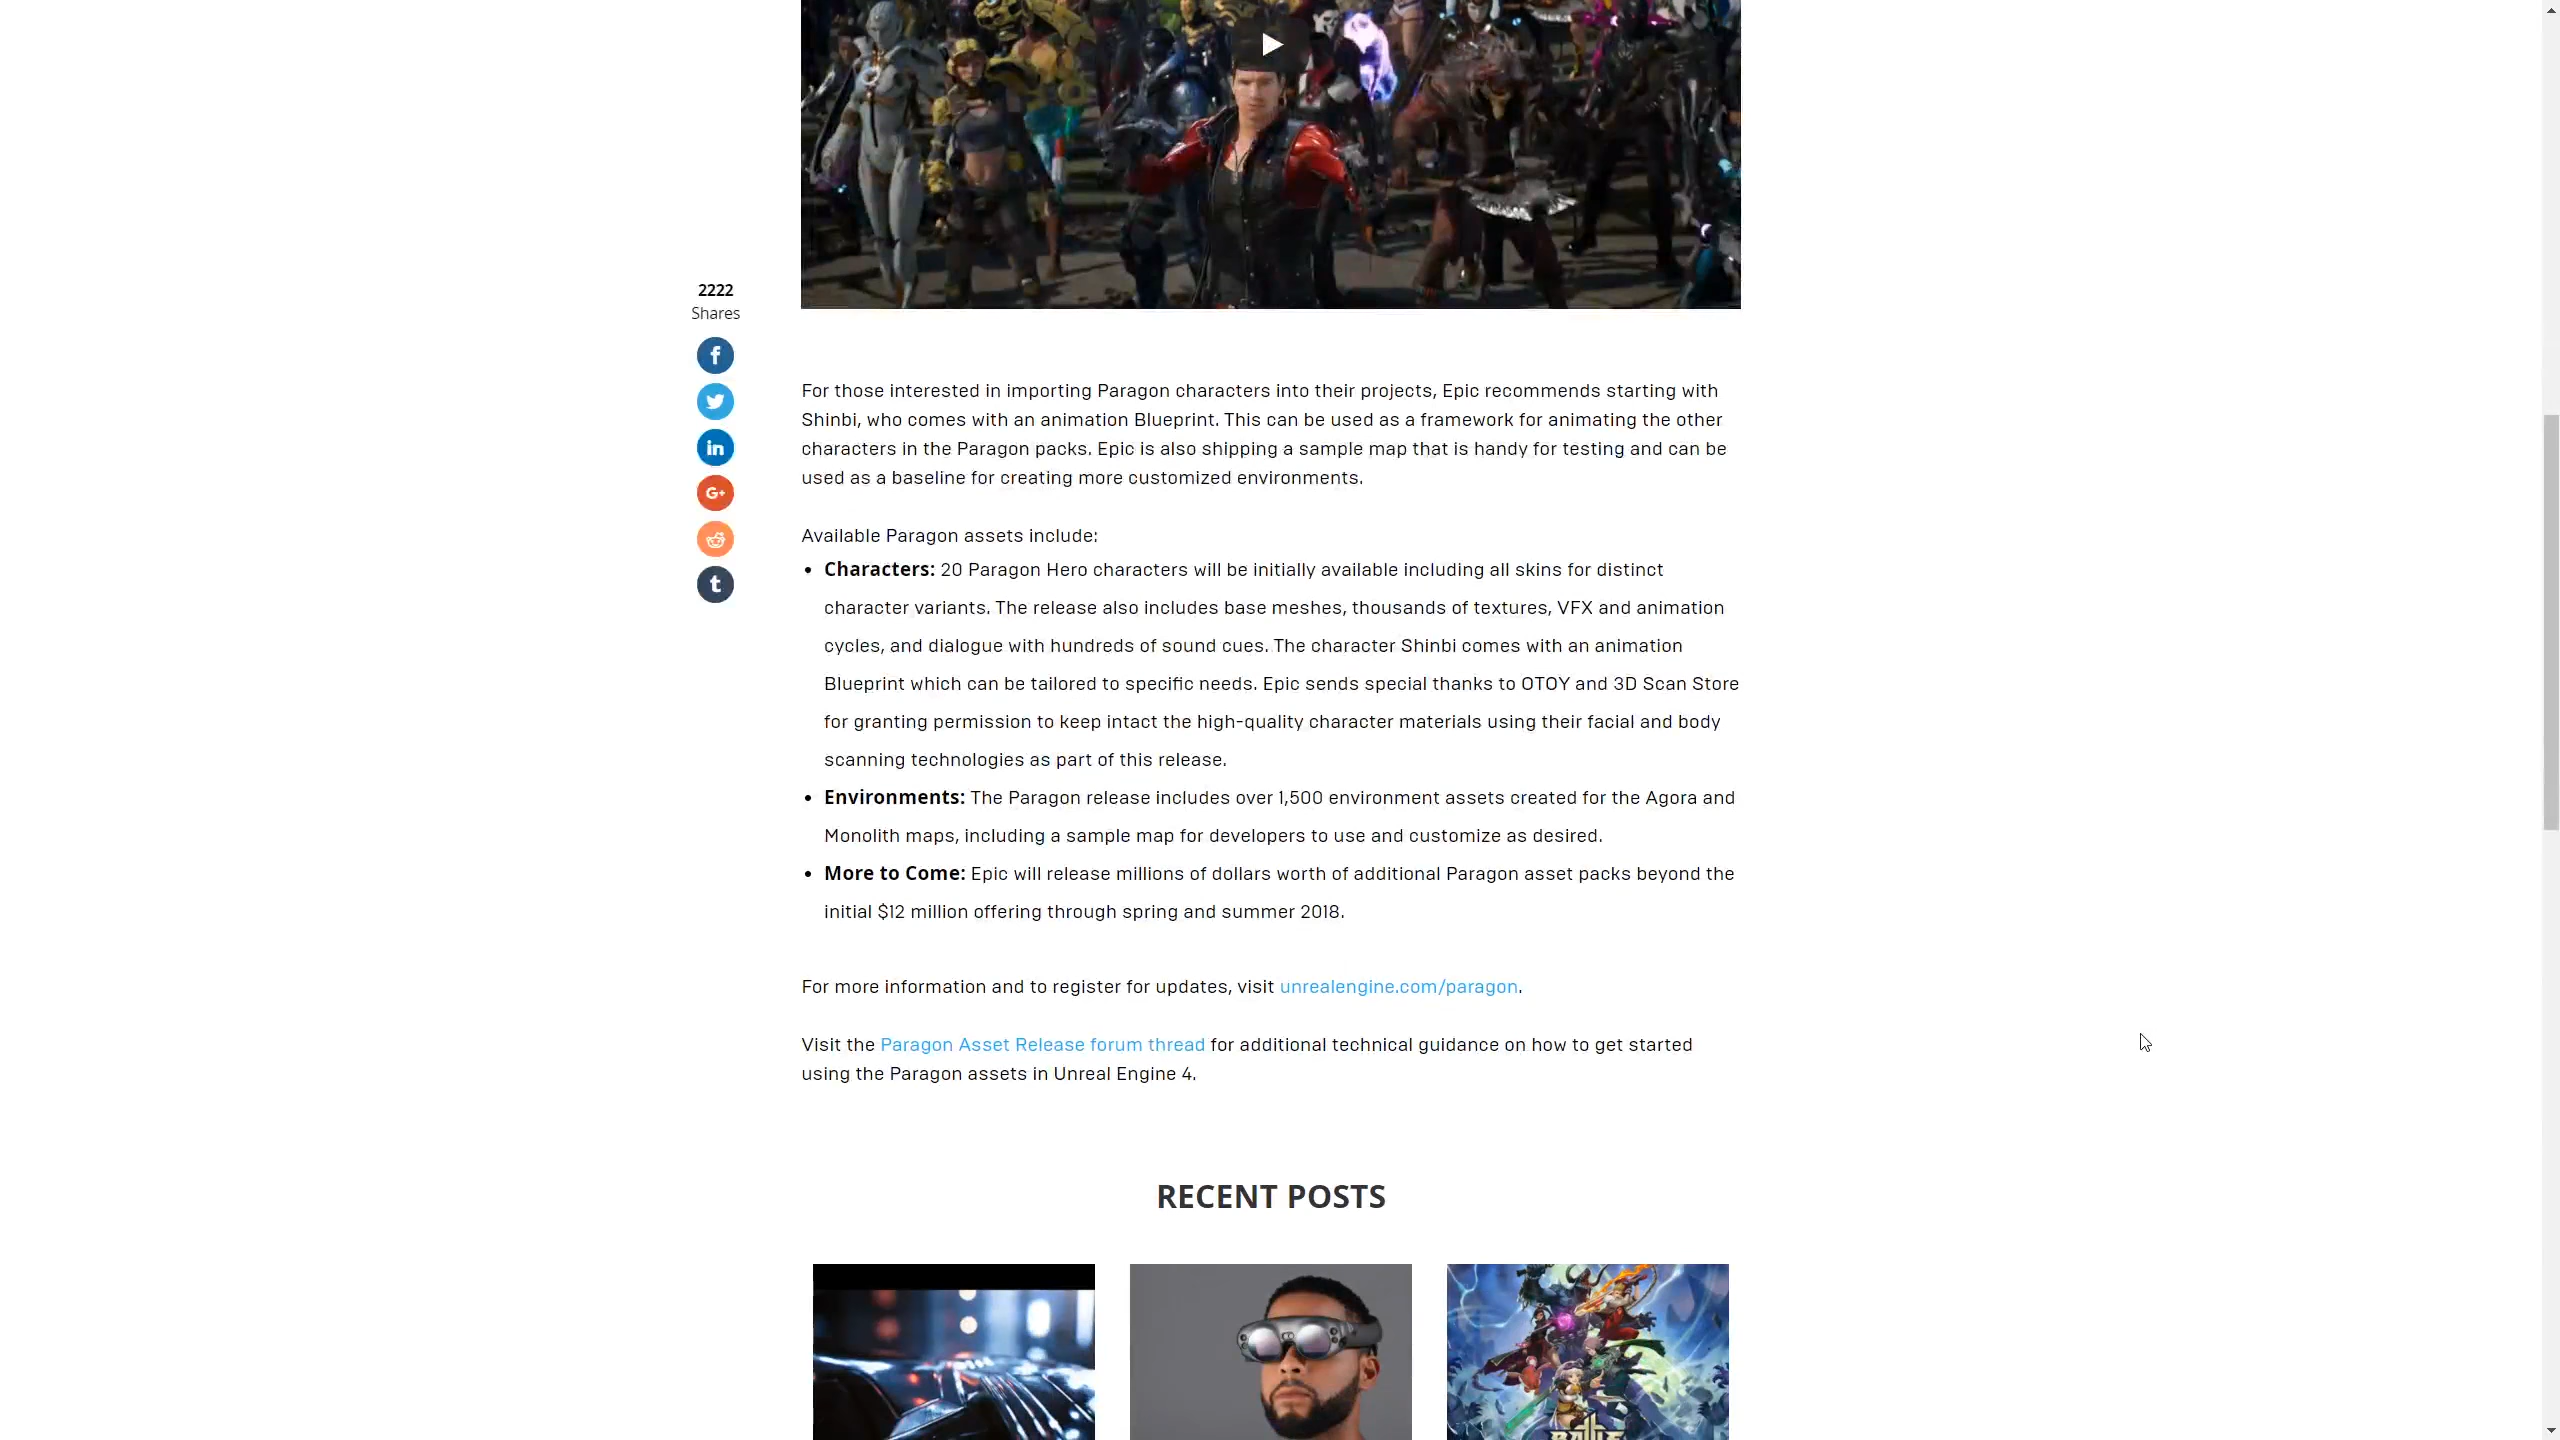 2222
Shares
For those interested in importing Paragon characters into their projects, Epic recommends starting with
Shinbi, who comes with an animation Blueprint. This can be used as a framework for animating the other
characters in the Paragon packs. Epic is also shipping a sample map that is handy for testing and can be
used as a baseline for creating more customized environments.
Available Paragon assets include:
• Characters: 20 Paragon Hero characters will be initially available including all skins for distinct
character variants. The release also includes base meshes, thousands of textures, VFX and animation
cycles, and dialogue with hundreds of sound cues. The character Shinbi comes with an animation
Blueprint which can be tailored to specific needs. Epic sends special thanks to OTOY and 3D Scan Store
for granting permission to keep intact the high-quality character materials using their facial and body
scanning technologies as part of this release.
• Environments: The Paragon release includes over 1,500 environment assets created for the Agora and
Monolith maps, including a sample map for developers to use and customize as desired.
• More to Come: Epic will release millions of dollars worth of additional Paragon asset packs beyond the
initial $12 million offering through spring and summer 2018.
For more information and to register for updates, visit unrealengine.com/paragon.
Visit the Paragon Asset Release forum thread for additional technical guidance on how to get started
using the Paragon assets in Unreal Engine 4.
RECENT POSTS